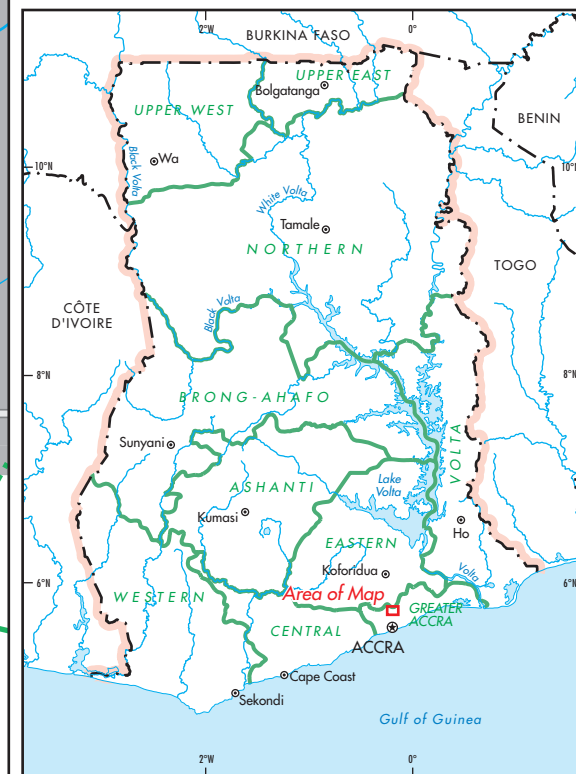 2°W
0°
BURKINA FASO
UPPER EAST
Bolgatanga
UPPER WEST
BENIN
Black Volta
Wa
10°N
10°N
White Volta
Tamale
NORTHERN
TOGO
CÔTE
D'IVOIRE
Black Volta
8°N
8°N
BRONG-AHAFO
Sunyani
VOLTA
ASHANTI
Lake
Volta
Kumasi
Ho
EASTERN
Koforidua
Volta
6°N
6°N
WESTERN
Area of Map
GREATER
ACCRA
CENTRAL
ACCRA
Cape Coast
Sekondi
Gulf of Guinea
2°W
0°